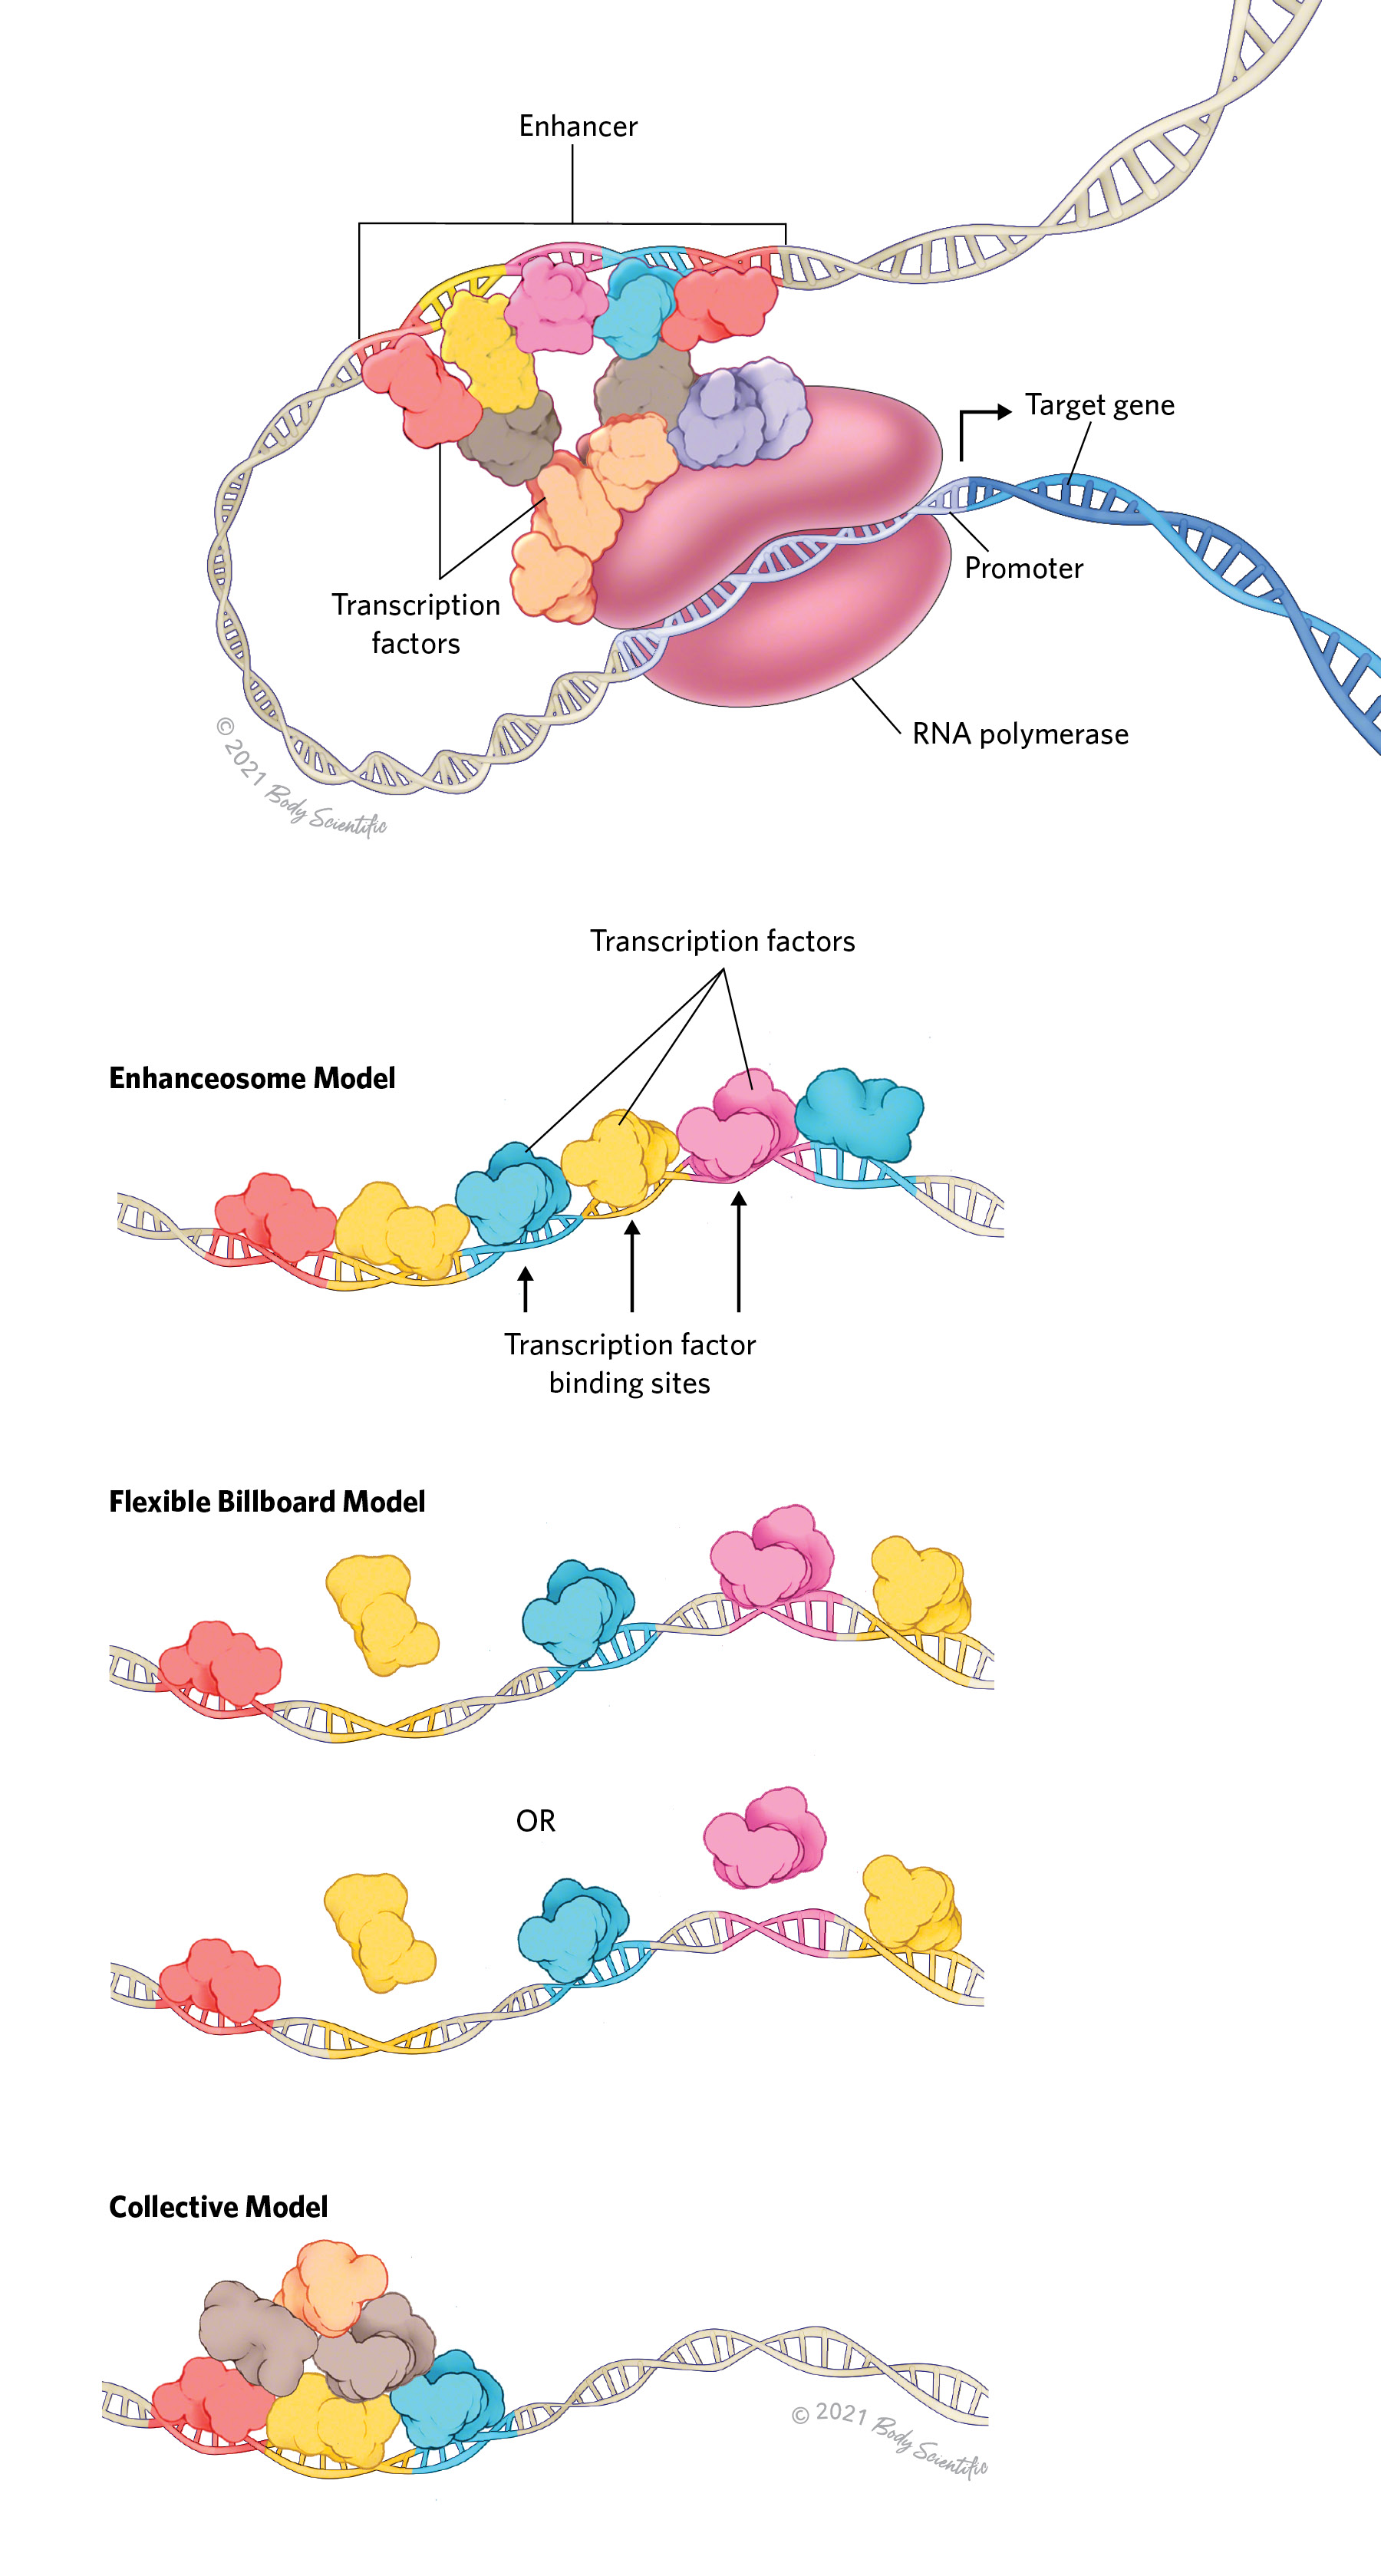 Enhancer
Target gene
Promoter
Transcription
factors
RNA polymerase
© 2021 Body Scientific
Transcription factors
Enhanceosome Model
Transcription factor
binding sites
Flexible Billboard Model
OR
Collective Model
© 2021 Body Scientific